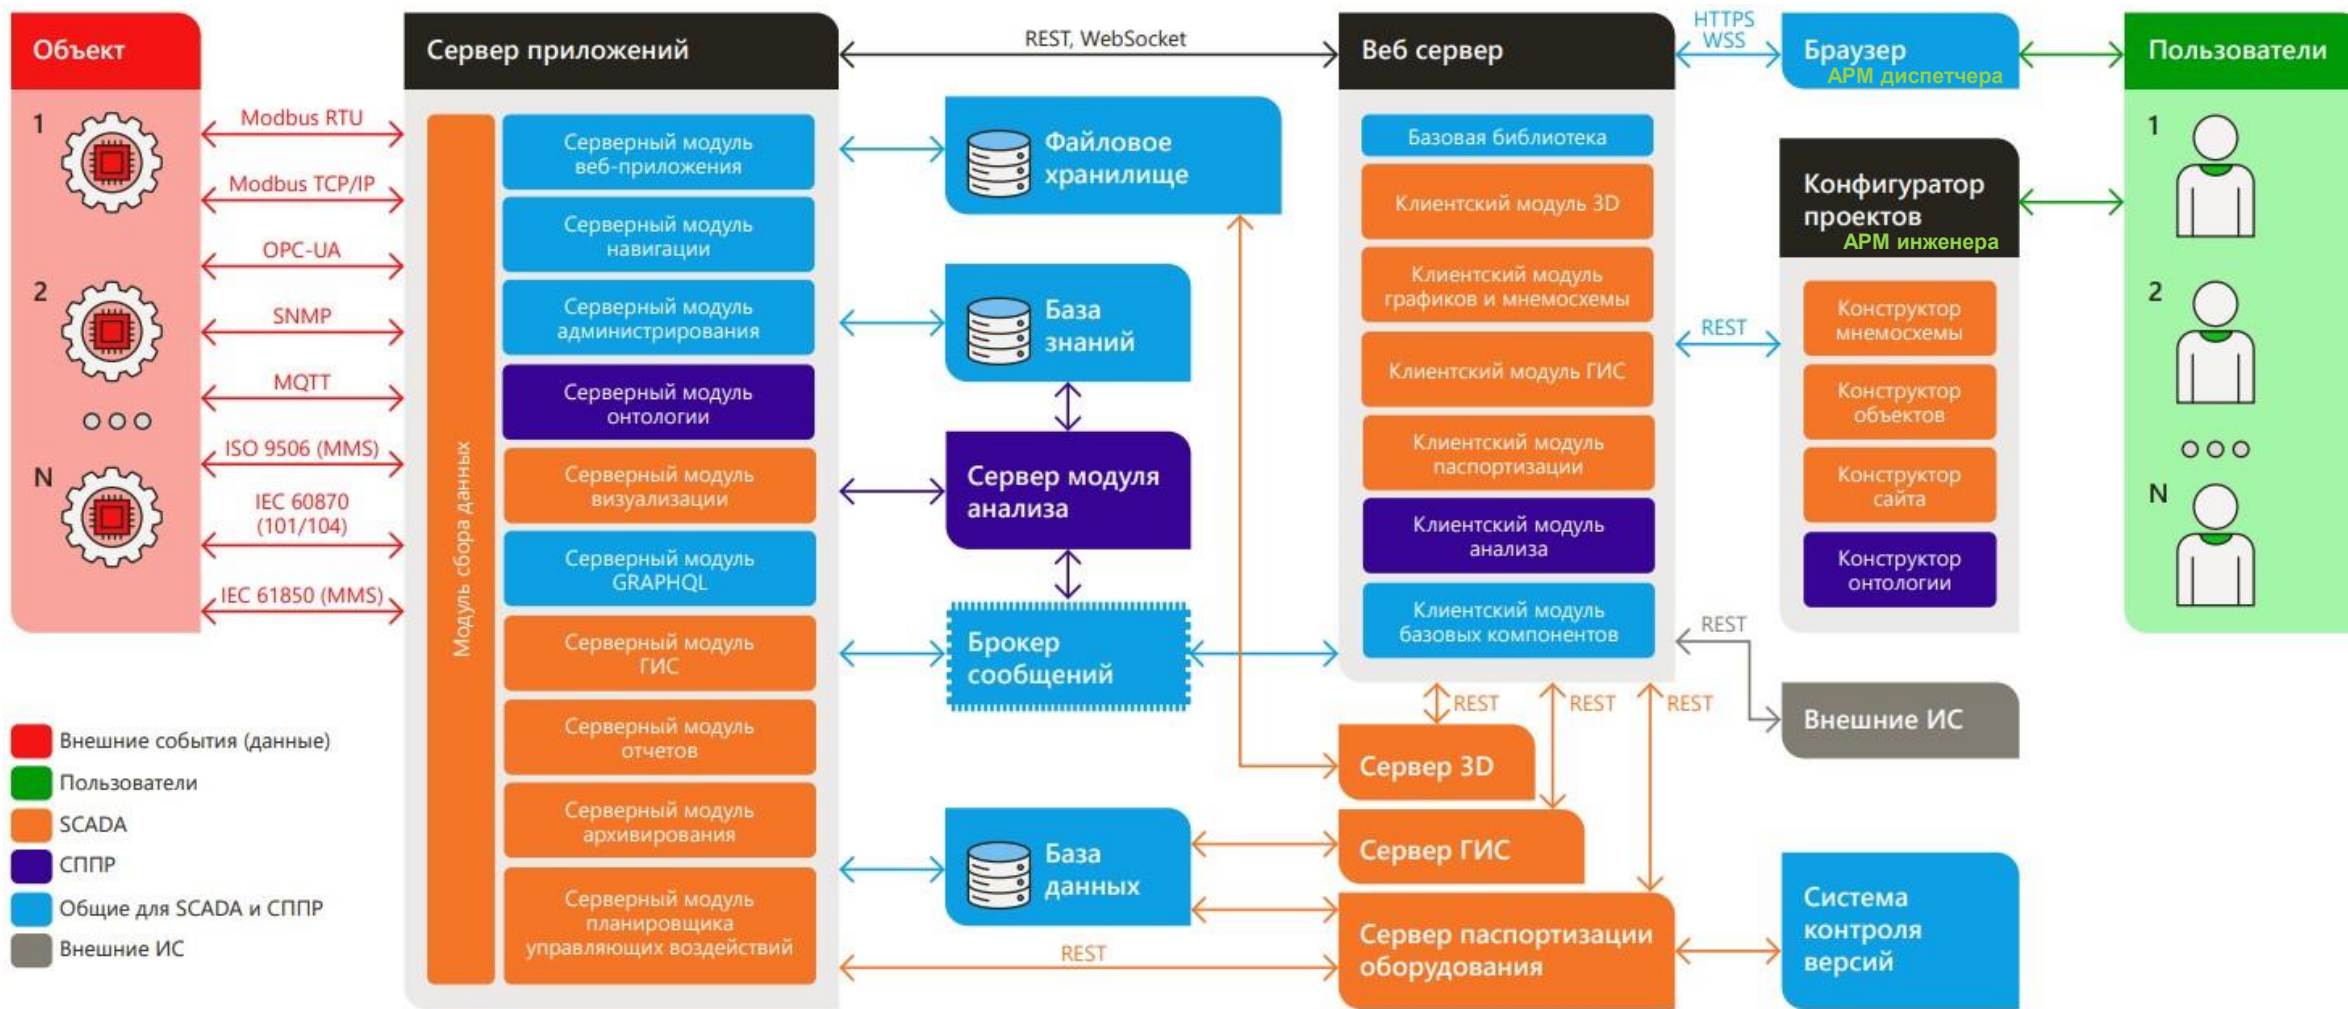 Объект
1
2
N
Modbus RTU
Modbus TCP/IP
OPC-UA
SNMP
MQTT
ISO 9506 (MMS)
IEC 60870
(101/104)
IEC 61850 (MMS)
Внешние события (данные)
Пользователи
SCADA
СППР
Общие для SCADA и СППР
Внешние ИС
Сервер приложений
Модуль сбора данных
Серверный модуль
веб-приложения
Серверный модуль
навигации
Серверный модуль
администрирования
Серверный модуль
онтологии
Серверный модуль
визуализации
Серверный модуль
GRAPHQL
Серверный модуль
ГИС
Серверный модуль
отчетов
Серверный модуль
архивирования
Серверный модуль
планировщика
управляющих воздействий
REST, WebSocket
Файловое
хранилище
База
знаний
Сервер модуля
анализа
Брокер
сообщений
База
данных
REST
Веб сервер
Базовая библиотека
Клиентский модуль 3D
Клиентский модуль
графиков и мнемосхемы
Клиентский модуль ГИС
Клиентский модуль
паспортизации
Клиентский модуль
анализа
Клиентский модуль
базовых компонентов
REST
REST
REST
Сервер 3D
Сервер ГИС
Сервер паспортизации
оборудования
HTTPS
WSS
REST
REST
Браузер
АРМ диспетчера
Конфигуратор
проектов
АРМ инженера
Конструктор
мнемосхемы
Конструктор
объектов
Конструктор
сайта
Конструктор
онтологии
Внешние ИС
Система
контроля
версий
Пользователи
1
2
N